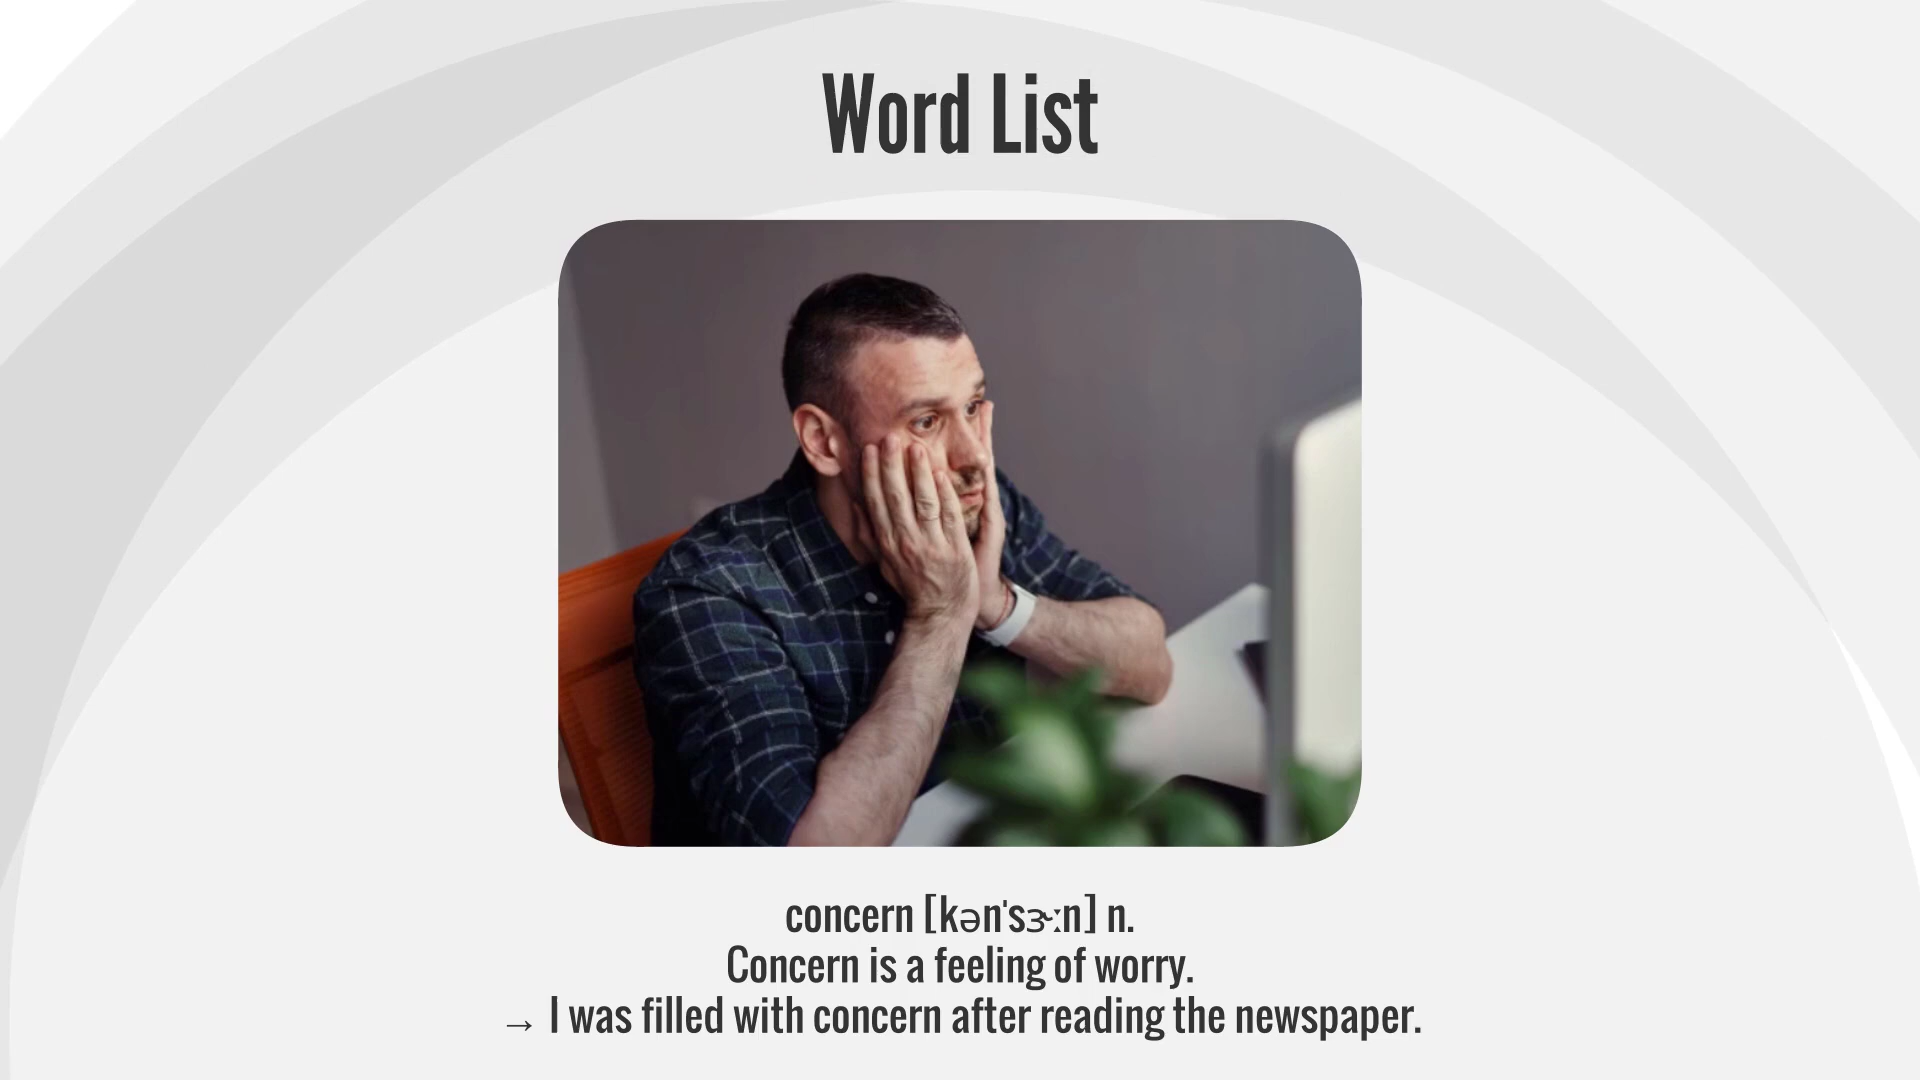 Word List
concern [kən'sɝːn] n.
Concern is a feeling of worry.
→ I was filled with concern after reading the newspaper.